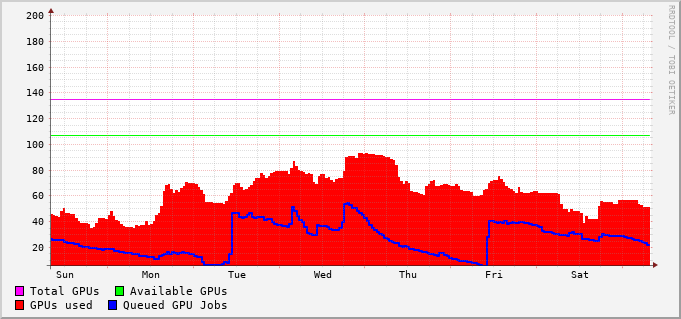 200
180
160
140
120
100
80
60
40
20
Sun Mon Tue Wed Thu Fri Sat
Total GPUs Available GPUs
GPUs used Queued GPU Jobs
RRDTOOL / TOBI OETIKER